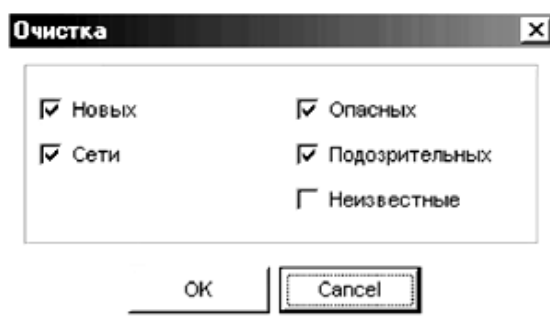 Очистка
Новых Опасных
Сети Подозрительных
Неизвестные
OK Cancel